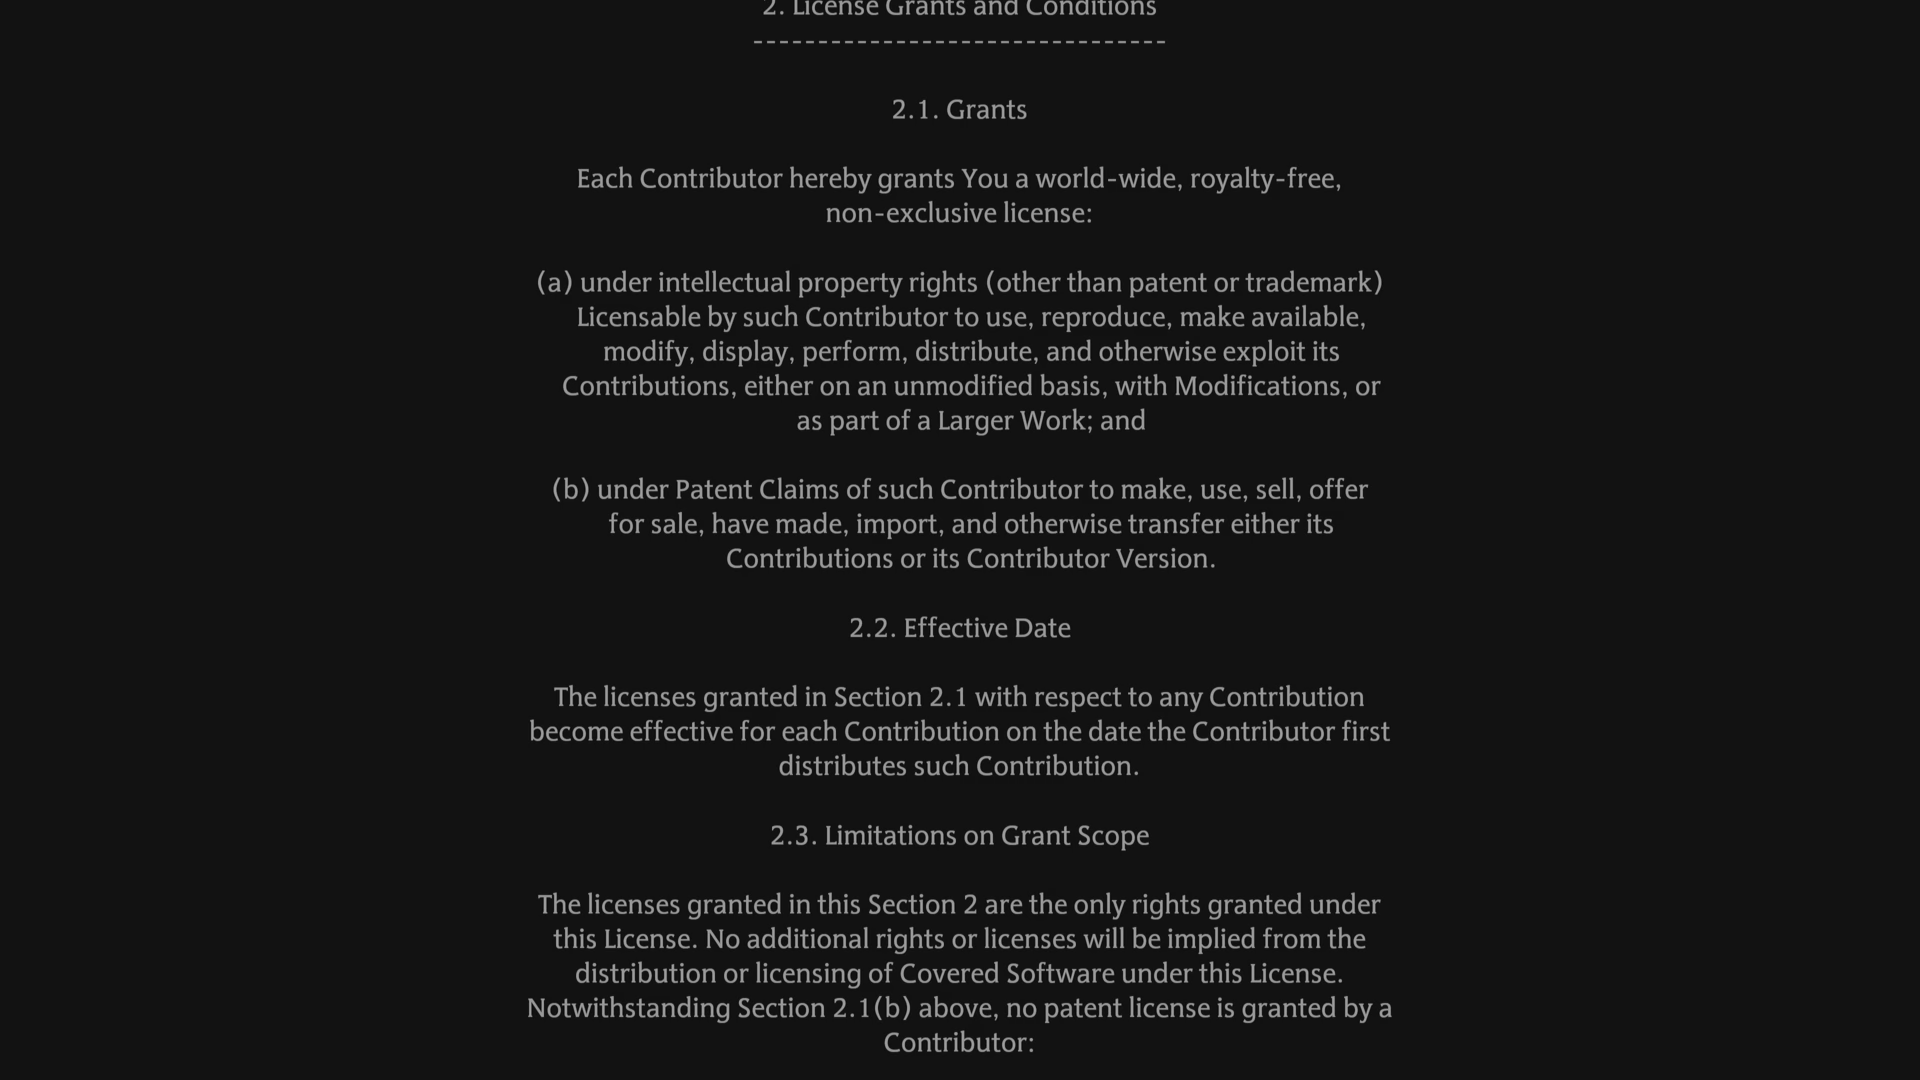 2. License Grants and Conditions
--------------------------------
2.1. Grants
Each Contributor hereby grants You a world-wide, royalty-free,
non-exclusive license:
(a) under intellectual property rights (other than patent or trademark)
Licensable by such Contributor to use, reproduce, make available,
modify, display, perform, distribute, and otherwise exploit its
Contributions, either on an unmodified basis, with Modifications, or
as part of a Larger Work; and
(b) under Patent Claims of such Contributor to make, use, sell, offer
for sale, have made, import, and otherwise transfer either its
Contributions or its Contributor Version.
2.2. Effective Date
The licenses granted in Section 2.1 with respect to any Contribution
become effective for each Contribution on the date the Contributor first
distributes such Contribution.
2.3. Limitations on Grant Scope
The licenses granted in this Section 2 are the only rights granted under
this License. No additional rights or licenses will be implied from the
distribution or licensing of Covered Software under this License.
Notwithstanding Section 2.1(b) above, no patent license is granted by a
Contributor: